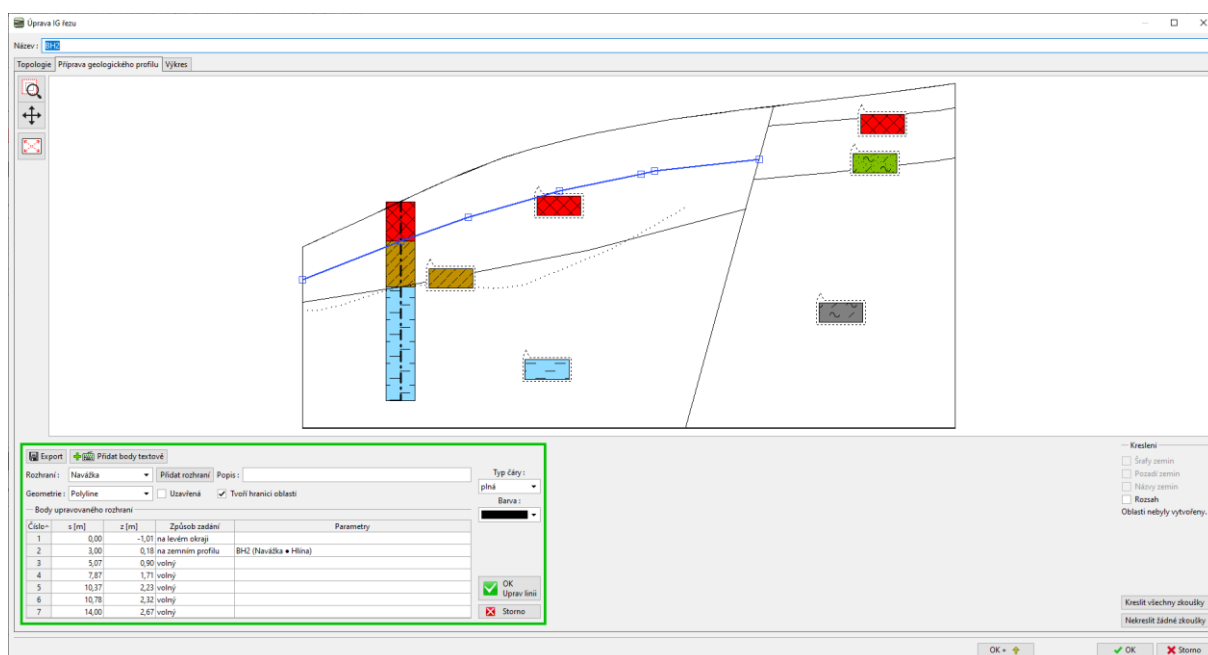 Úprava IG řezu
Název : BH2
Topologie Příprava geologického profilu Výkres
Export Přidat body textově
Rozhraní : Navážka Přidat rozhraní Popis :
Geometrie : Polyline Uzavřená Tvoří hranici oblastí
Typ čáry :
plná
Barva :
Body upravovaného rozhraní
Číslo s [m] z [m] Způsob zadání Parametry
1 0,00 -1,01 na levém okraji
2 3,00 0,18 na zemním profilu BH2 (Navážka ● Hlína)
3 5,07 0,90 volný
4 7,87 1,71 volný
5 10,37 2,23 volný
6 10,78 2,32 volný
7 14,00 2,67 volný
OK
Uprav linii
Storno
Kreslení
Šrafy zemin
Pozadí zemin
Názvy zemin
Rozsah
Oblasti nebyly vytvořeny.
Kreslit všechny zkoušky
Nekreslit žádné zkoušky
OK + OK Storno